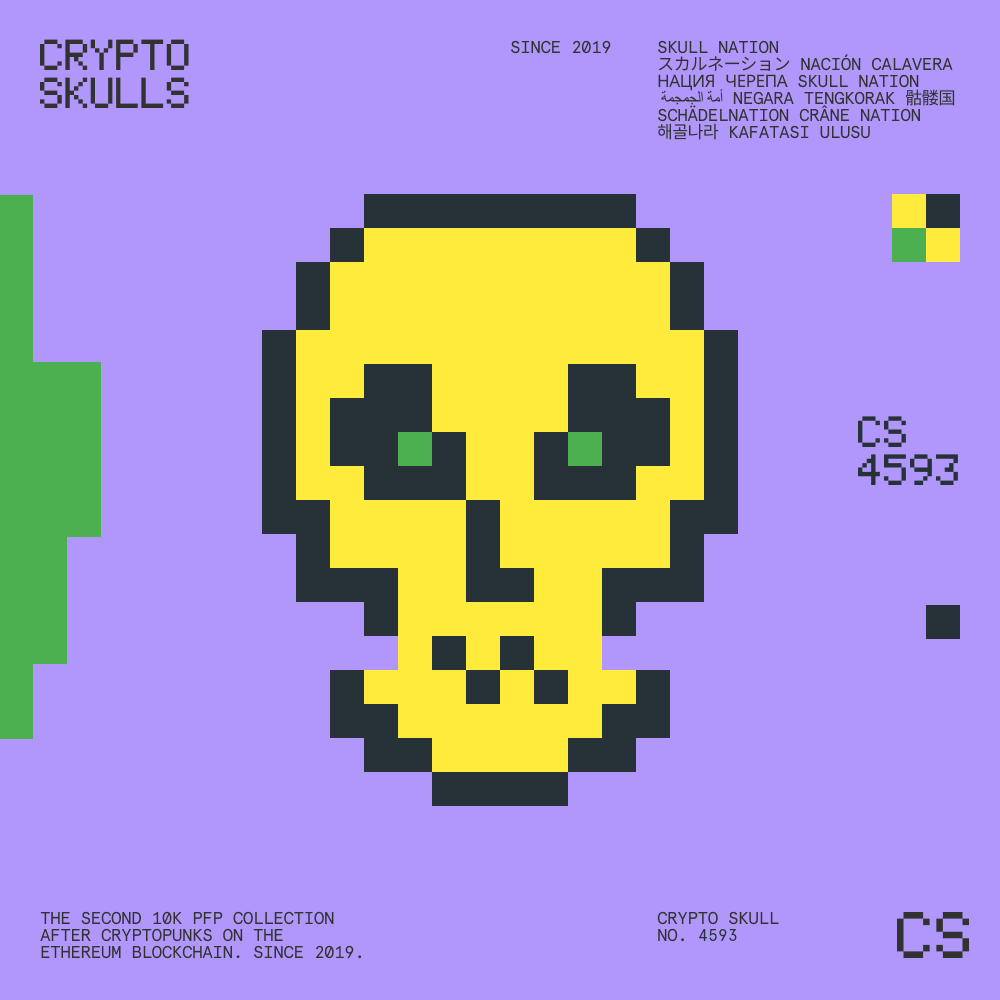 CRYPTO
SKULLS
SINCE 2019
SKULL NATION
スカルネーション NACIÓN CALAVERA
НАЦИЯ ЧЕРЕПА SKULL NATION
أمة الجمجمة NEGARA TENGKORAK 骷髅国
SCHÄDELNATION CRÂNE NATION
해골나라 KAFATASI ULUSU
CS
4593
THE SECOND 10K PFP COLLECTION
AFTER CRYPTOPUNKS ON THE
ETHEREUM BLOCKCHAIN. SINCE 2019.
CRYPTO SKULL
NO. 4593
CS